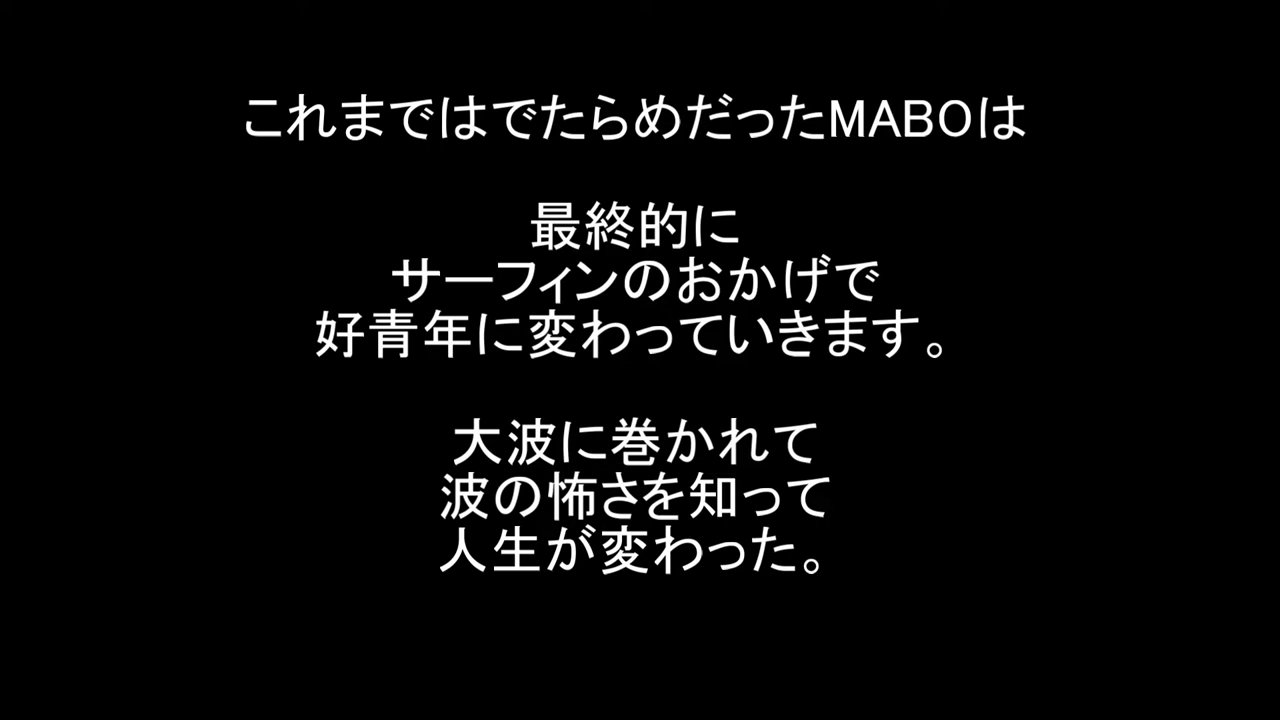 これまではでたらめだったMABOは
最終的に
サーフィンのおかげで
好青年に変わっていきます。
大波に巻かれて
波の怖さを知って
人生が変わった。